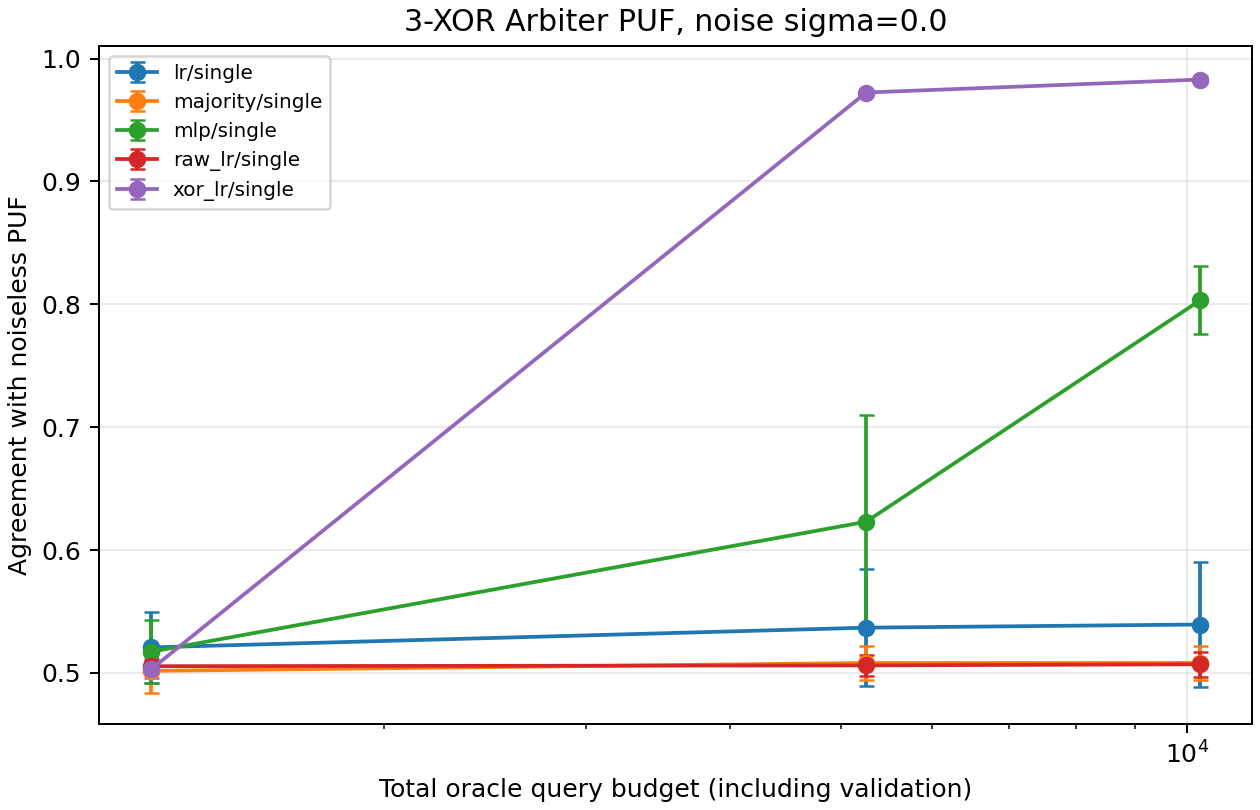 3-XOR Arbiter PUF, noise sigma=0.0
lr/single
majority/single
mlp/single
raw_lr/single
xor_lr/single
Agreement with noiseless PUF
1.0
0.9
0.8
0.7
0.6
0.5
10⁴
Total oracle query budget (including validation)